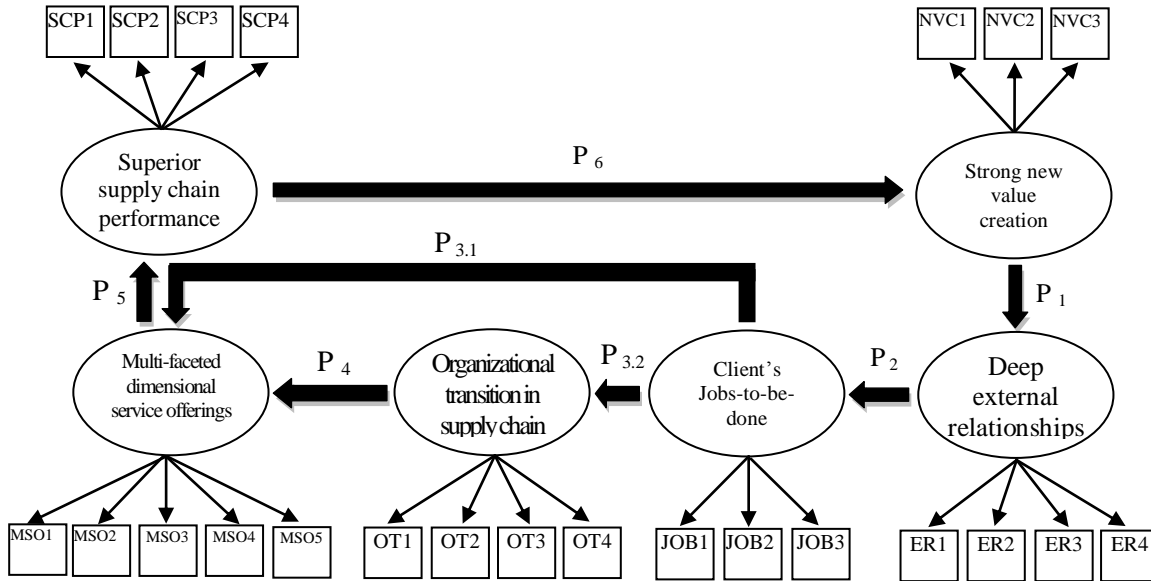 SCP1 SCP2 SCP3 SCP4
NVC1 NVC2 NVC3
Superior
supply chain
performance
P 6
Strong new
value
creation
P 3.1
P 5
P 1
Multi-faceted
dimensional
service offerings
P 4
Organizational
transition in
supply chain
P 3.2
Client's
Jobs-to-be-
done
P 2
Deep
external
relationships
MSO1 MSO2 MSO3 MSO4 MSO5
OT1 OT2 OT3 OT4
JOB1 JOB2 JOB3
ER1 ER2 ER3 ER4